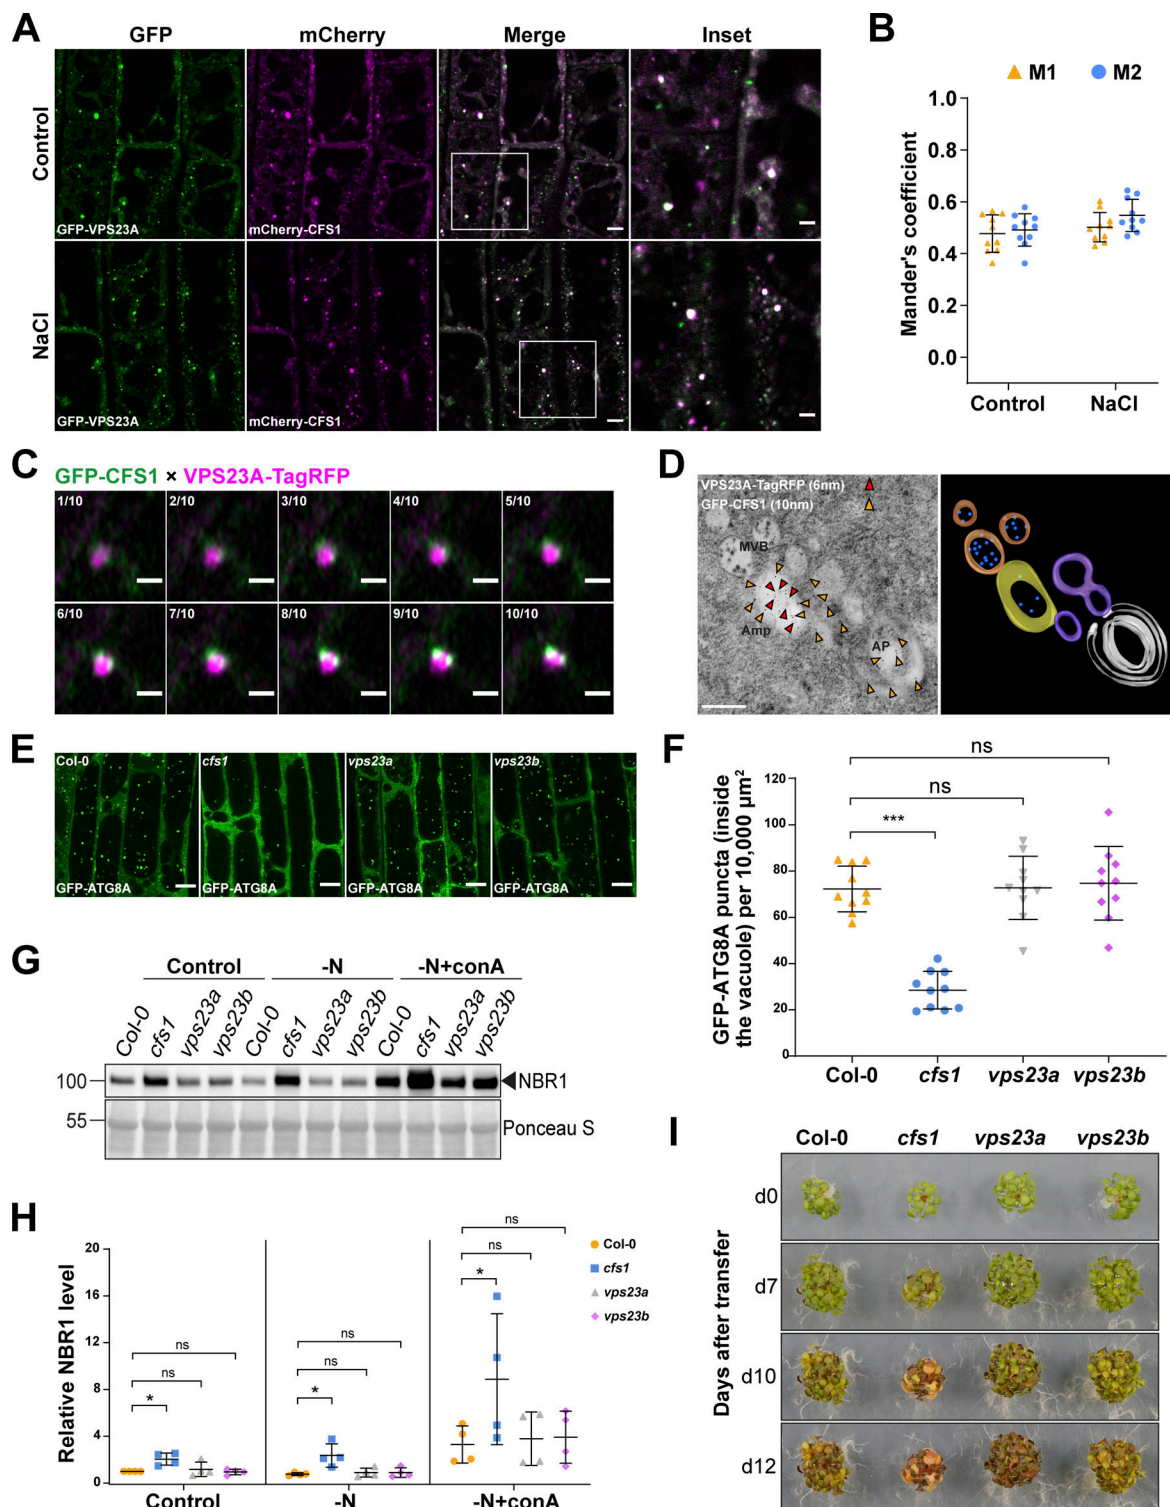 A
GFP
mCherry
Merge
Inset
Control
GFP-VPS23A
mCherry-CFS1
NaCl
GFP-VPS23A
mCherry-CFS1
B
M1
M2
Mander's coefficient
1.0
0.8
0.6
0.4
0.2
0.0
Control
NaCl
C
GFP-CFS1 × VPS23A-TagRFP
1/10
2/10
3/10
4/10
5/10
6/10
7/10
8/10
9/10
10/10
D
VPS23A-TagRFP (6nm)
GFP-CFS1 (10nm)
MVB
Amp
AP
E
Col-0
cfs1
vps23a
vps23b
GFP-ATG8A
GFP-ATG8A
GFP-ATG8A
GFP-ATG8A
F
GFP-ATG8A puncta (inside
the vacuole) per 10,000 µm²
120
100
80
60
40
20
0
ns
ns
***
Col-0
cfs1
vps23a
vps23b
G
Control
-N
-N+conA
Col-0
cfs1
vps23a
vps23b
Col-0
cfs1
vps23a
vps23b
Col-0
cfs1
vps23a
vps23b
100
NBR1
55
Ponceau S
H
Relative NBR1 level
20
16
12
8
4
0
ns
ns
*
ns
ns
*
ns
ns
*
Col-0
cfs1
vps23a
vps23b
Control
-N
-N+conA
I
Col-0
cfs1
vps23a
vps23b
Days after transfer
d0
d7
d10
d12